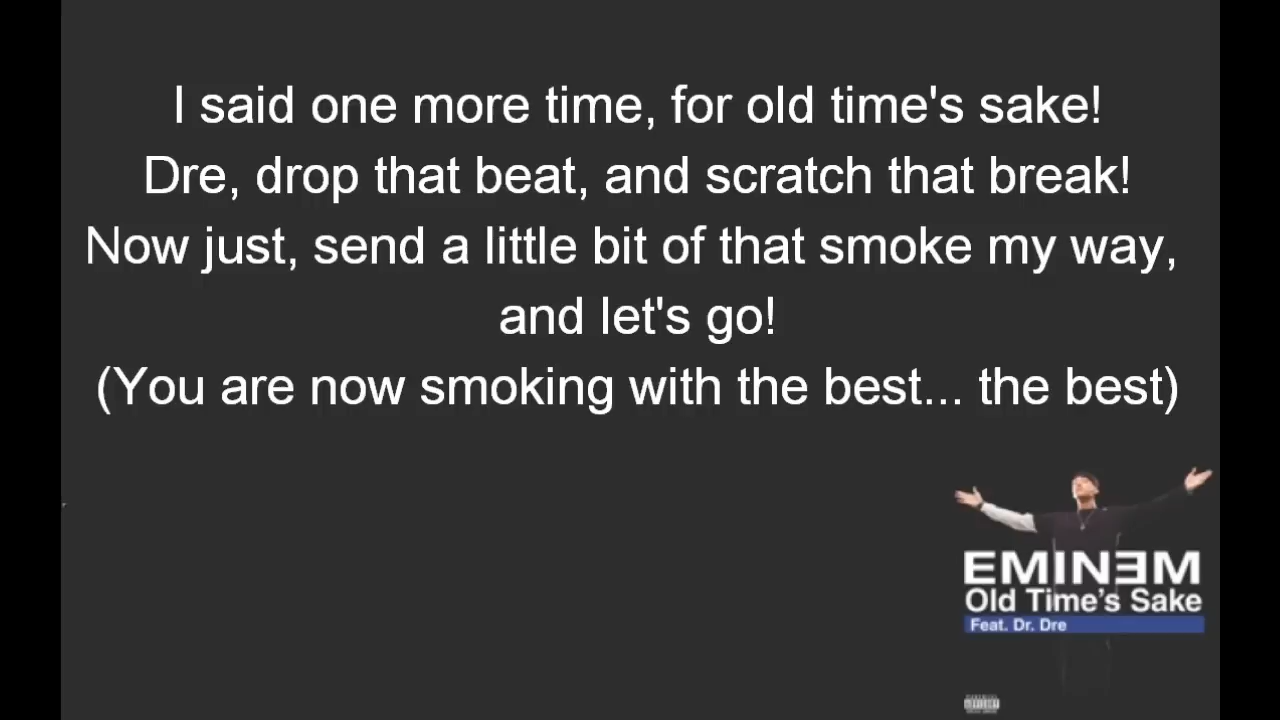 I said one more time, for old time's sake!
Dre, drop that beat, and scratch that break!
Now just, send a little bit of that smoke my way,
and let's go!
(You are now smoking with the best... the best)
EMINƎM
Old Time's Sake
Feat. Dr. Dre